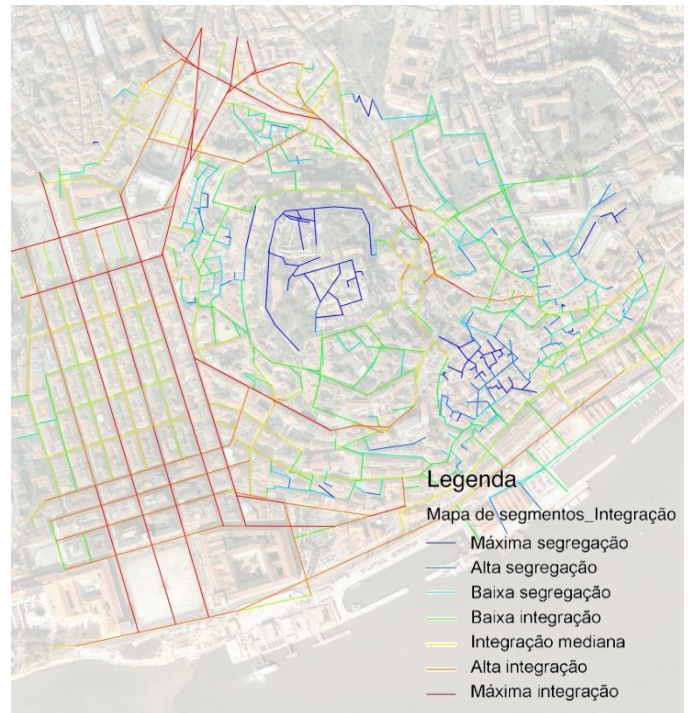 Legenda
Mapa de segmentos_Integração
Máxima segregação
Alta segregação
Baixa segregação
Baixa integração
Integração mediana
Alta integração
Máxima integração